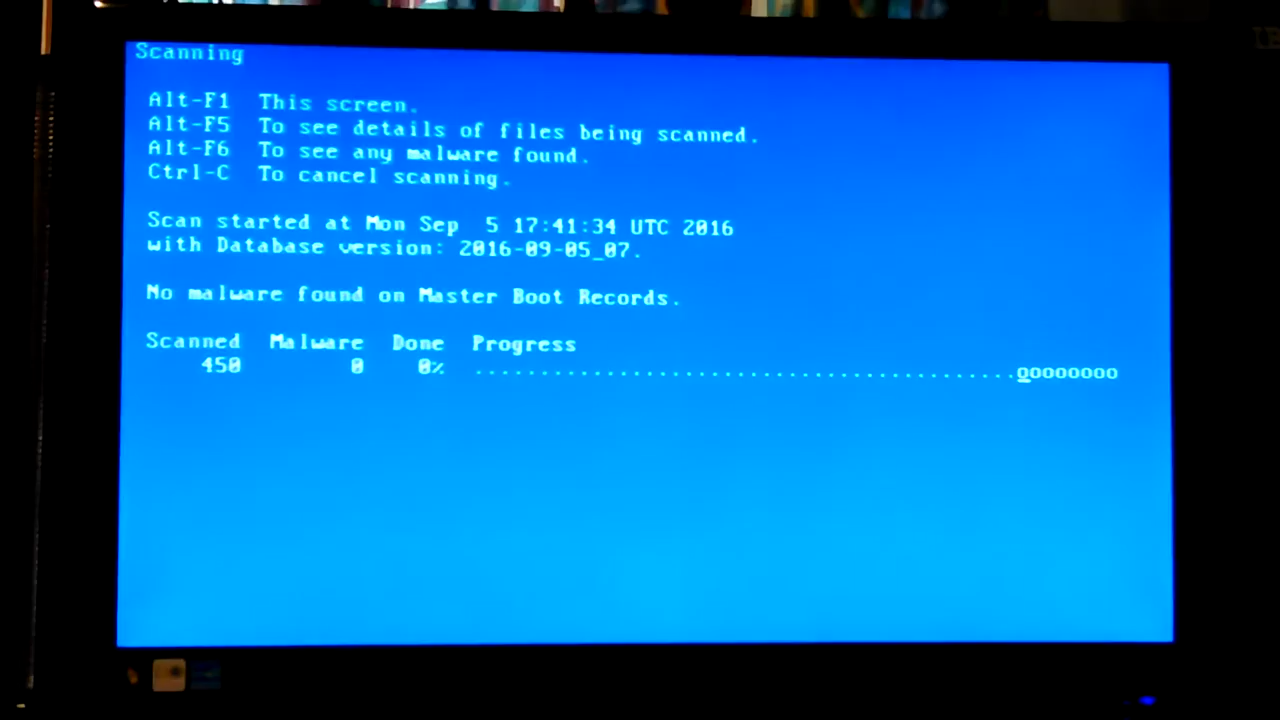 Scanning
Alt-F1 This screen.
Alt-F5 To see details of files being scanned.
Alt-F6 To see any malware found.
Ctrl-C To cancel scanning.
Scan started at Mon Sep 5 17:41:34 UTC 2016
with Database version: 2016-09-05_07.
No malware found on Master Boot Records.
Scanned Malware Done Progress
450 0 0% ..........................................oooooooo